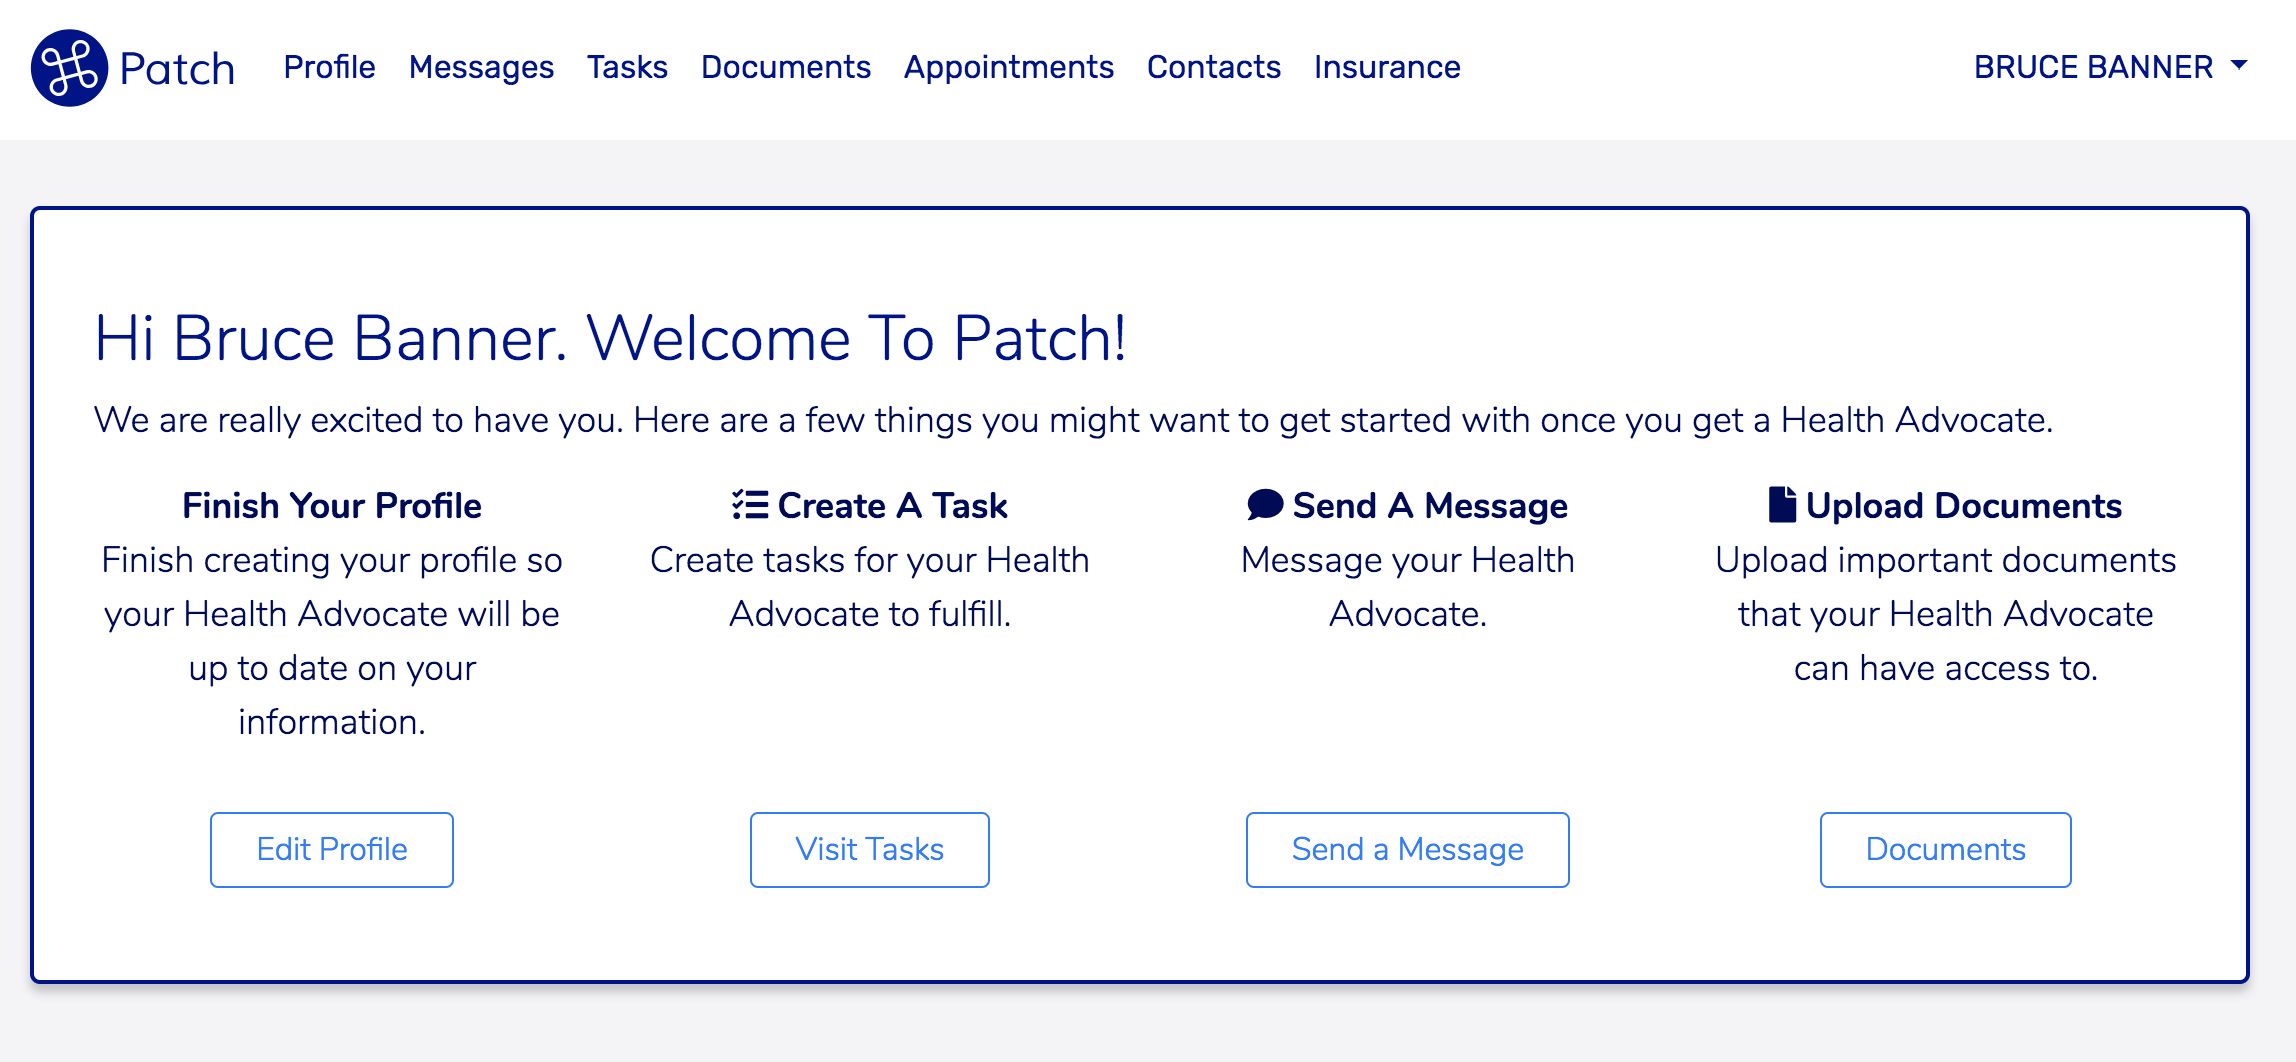 Patch Profile Messages Tasks Documents Appointments Contacts Insurance BRUCE BANNER
Hi Bruce Banner. Welcome To Patch!
We are really excited to have you. Here are a few things you might want to get started with once you get a Health Advocate.
Finish Your Profile
Finish creating your profile so
your Health Advocate will be
up to date on your
information.
Edit Profile
Create A Task
Create tasks for your Health
Advocate to fulfill.
Visit Tasks
Send A Message
Message your Health
Advocate.
Send a Message
Upload Documents
Upload important documents
that your Health Advocate
can have access to.
Documents